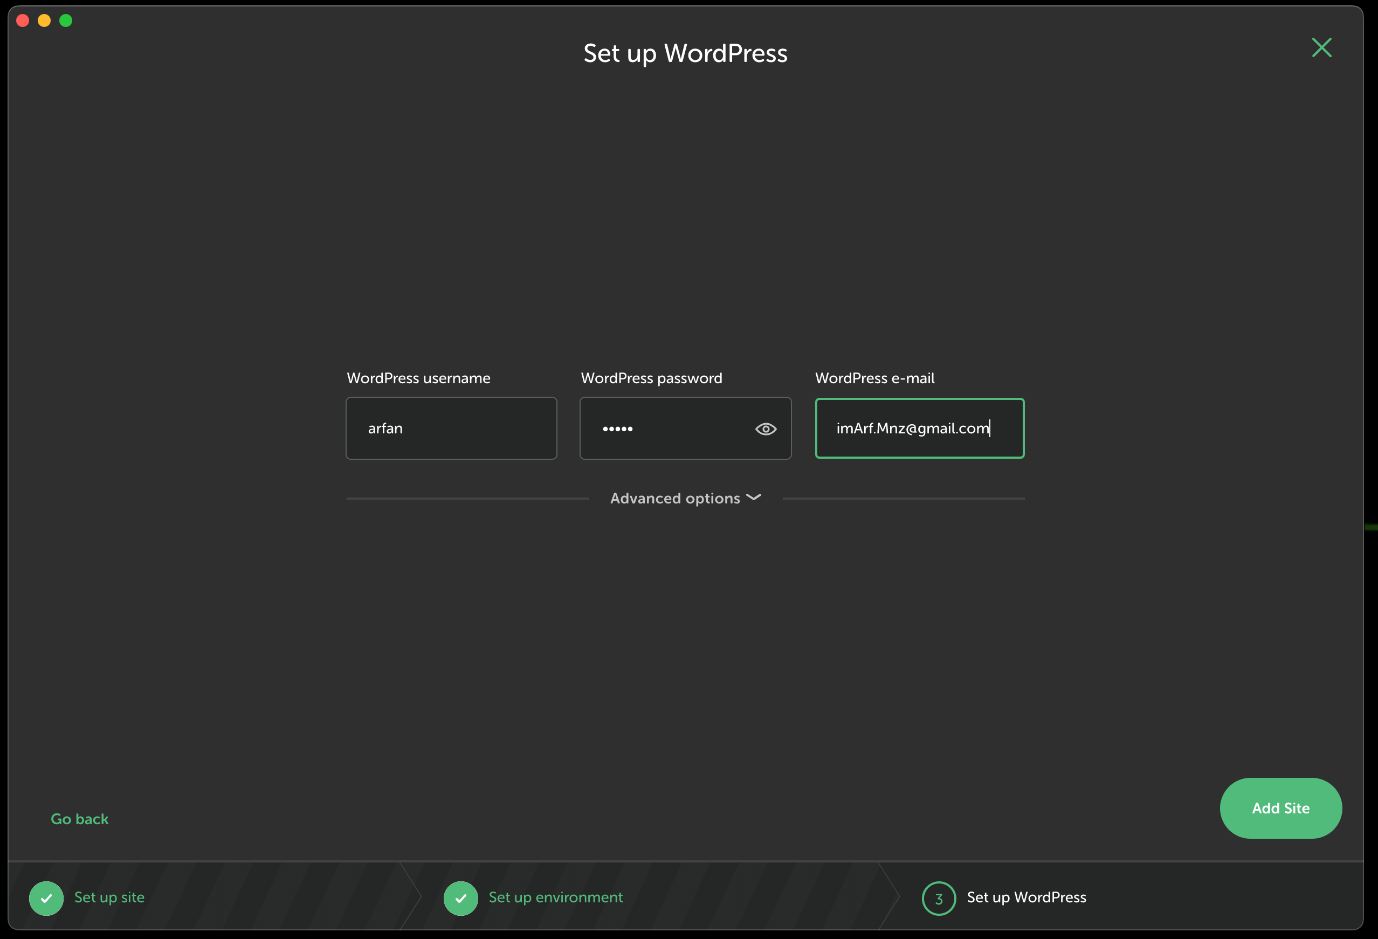 Set up WordPress
WordPress username
WordPress password
WordPress e-mail
arfan
•••••
imArf.Mnz@gmail.com
Advanced options
Go back
Add Site
Set up site
Set up environment
3
Set up WordPress